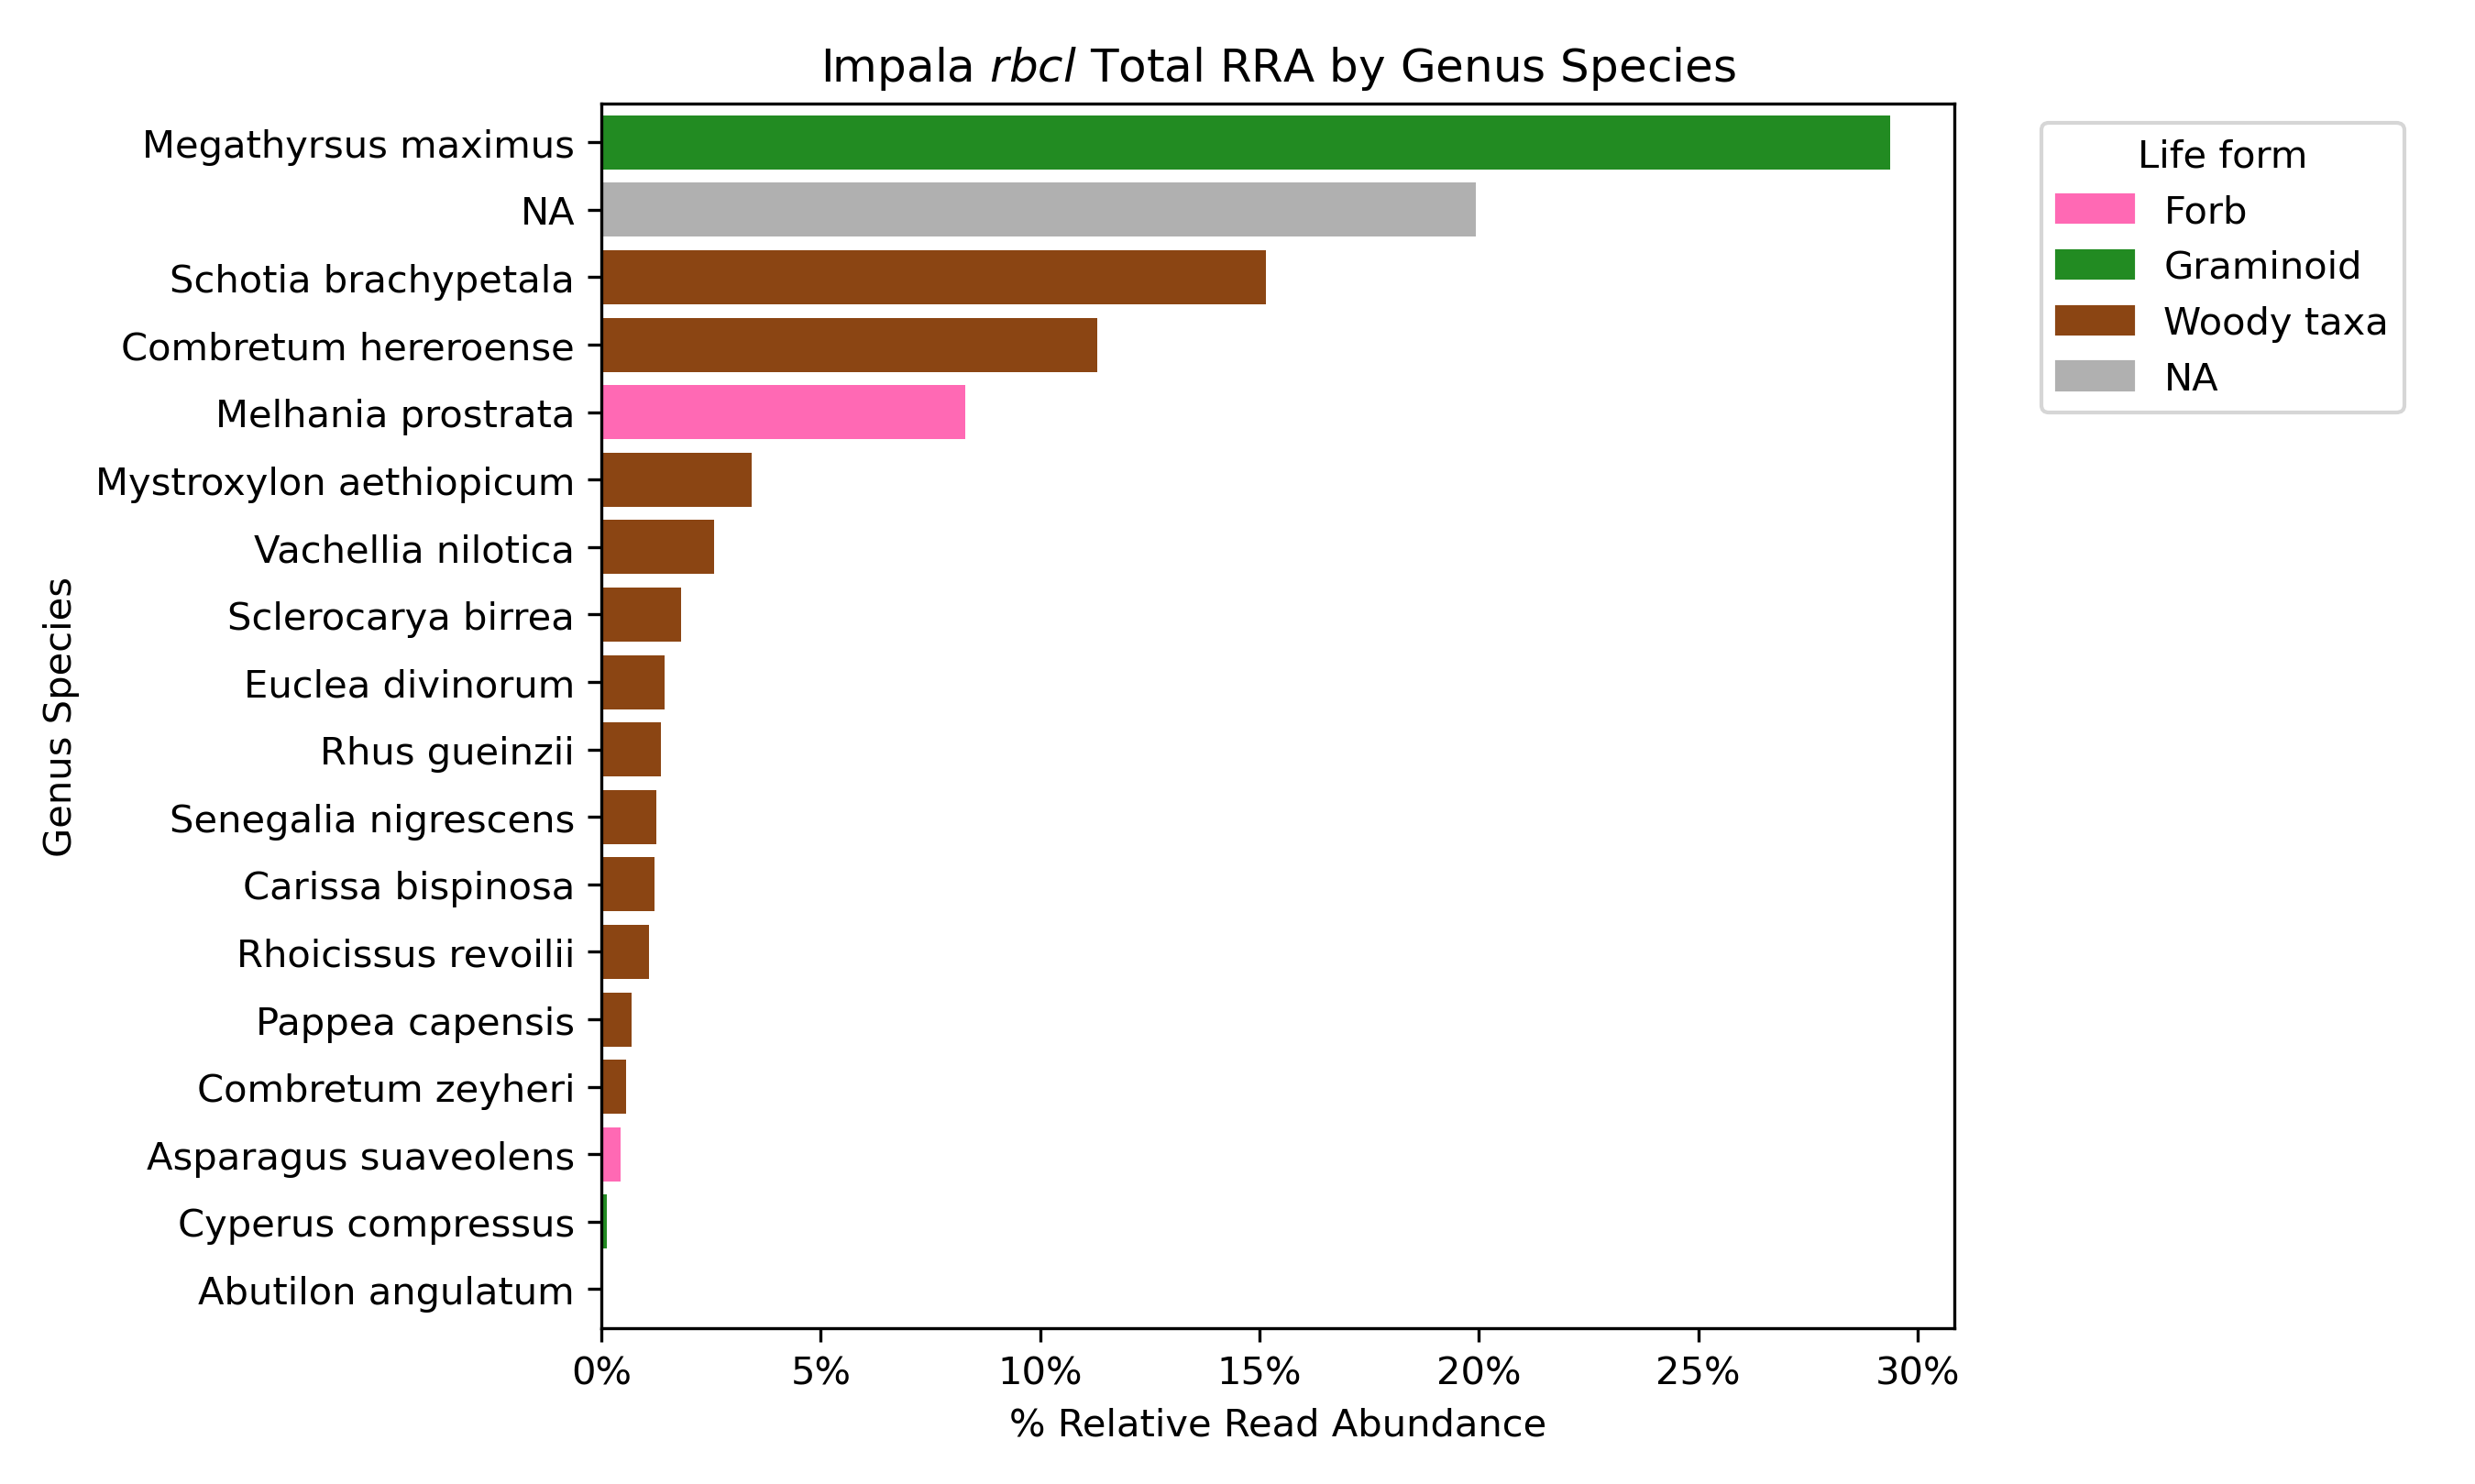 Impala rbcl Total RRA by Genus Species
Megathyrsus maximus
NA
Schotia brachypetala
Combretum hereroense
Melhania prostrata
Mystroxylon aethiopicum
Vachellia nilotica
Sclerocarya birrea
Euclea divinorum
Rhus gueinzii
Senegalia nigrescens
Carissa bispinosa
Rhoicissus revoilii
Pappea capensis
Combretum zeyheri
Asparagus suaveolens
Cyperus compressus
Abutilon angulatum
Genus Species
0% 5% 10% 15% 20% 25% 30%
% Relative Read Abundance
Life form
Forb
Graminoid
Woody taxa
NA